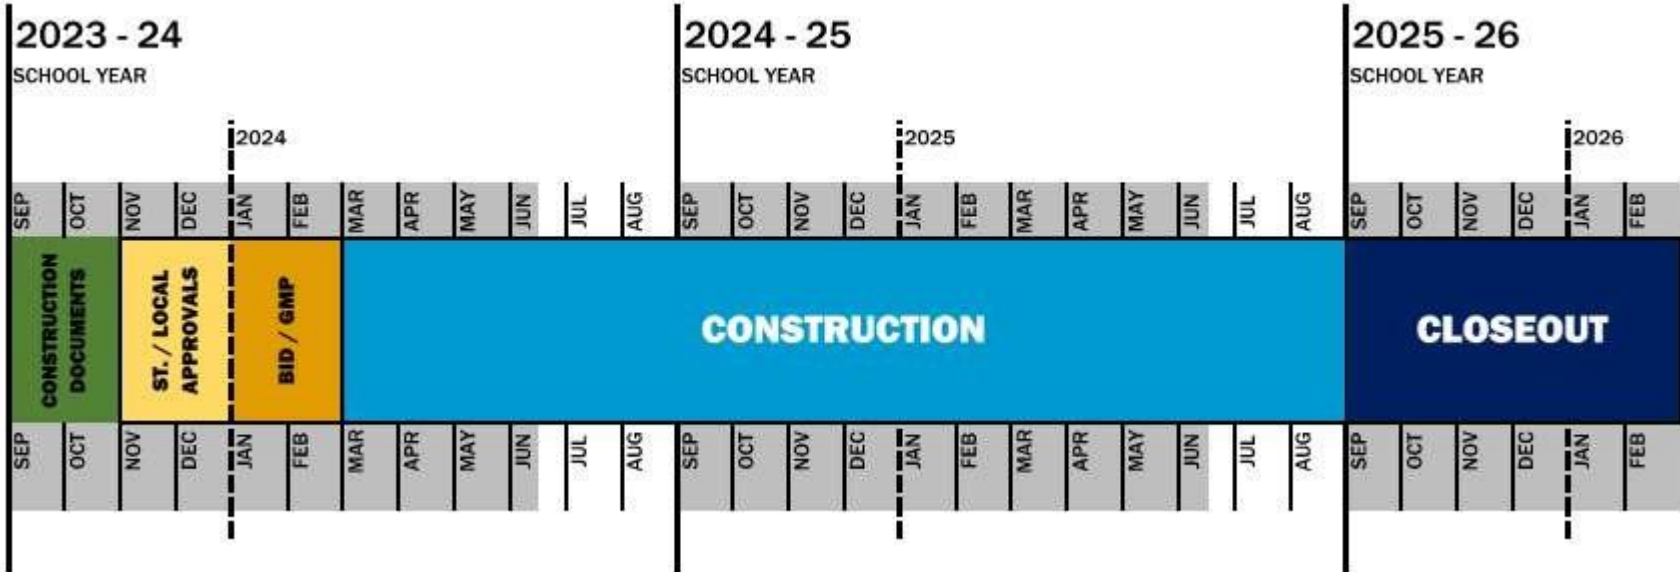 2023 - 24
SCHOOL YEAR
2024 - 25
SCHOOL YEAR
2025 - 26
SCHOOL YEAR
2024
2025
2026
SEP OCT NOV DEC JAN FEB MAR APR MAY JUN JUL AUG SEP OCT NOV DEC JAN FEB MAR APR MAY JUN JUL AUG SEP OCT NOV DEC JAN FEB
CONSTRUCTION
DOCUMENTS
ST. / LOCAL
APPROVALS
BID / GMP
CONSTRUCTION
CLOSEOUT
SEP OCT NOV DEC JAN FEB MAR APR MAY JUN JUL AUG SEP OCT NOV DEC JAN FEB MAR APR MAY JUN JUL AUG SEP OCT NOV DEC JAN FEB